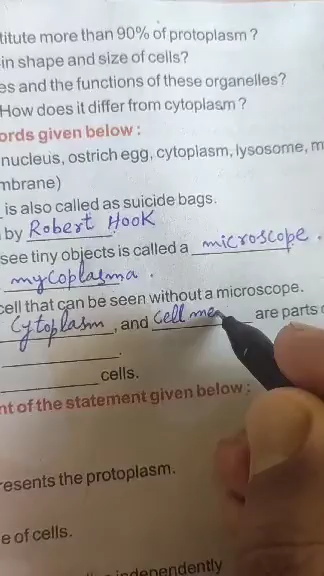 titute more than 90% of protoplasm ?
in shape and size of cells?
es and the functions of these organelles?
How does it differ from cytoplasm ?
ords given below :
nucleus, ostrich egg, cytoplasm, lysosome, m
mbrane)
is also called as suicide bags.
by Robert Hook
see tiny objects is called a microscope.
mycoplasma.
cell that can be seen without a microscope.
Cytoplasm, and cell me are parts
cells.
nt of the statement given below :
resents the protoplasm.
e of cells.
independently